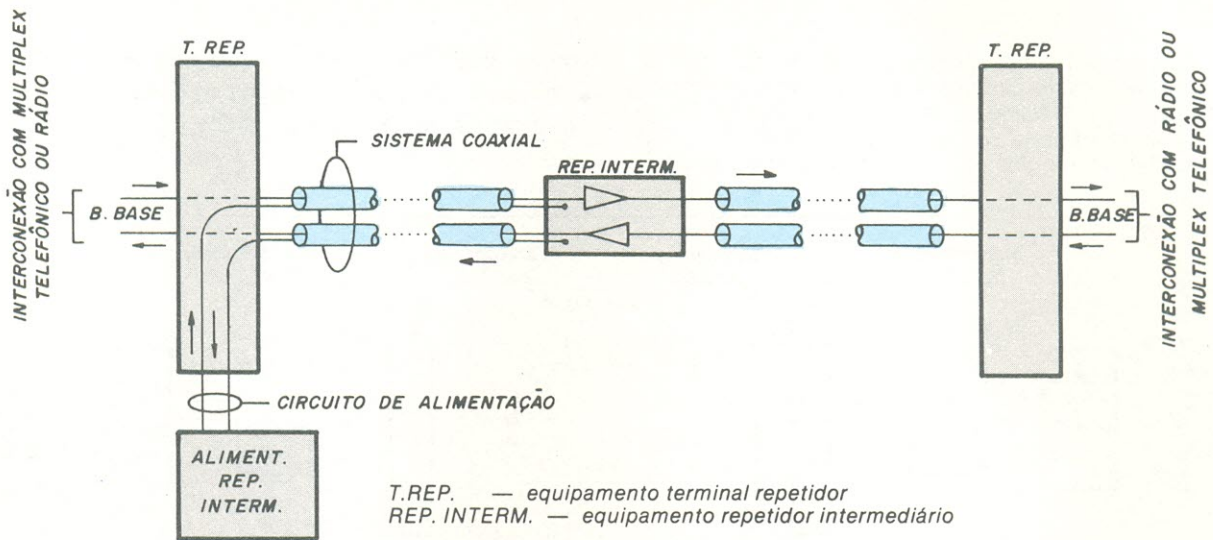 INTERCONEXÃO COM MULTIPLEX
TELEFÔNICO OU RÁDIO
T. REP.
B. BASE
SISTEMA COAXIAL
REP. INTERM.
T. REP.
B. BASE
INTERCONEXÃO COM RÁDIO OU
MULTIPLEX TELEFÔNICO
CIRCUITO DE ALIMENTAÇÃO
ALIMENT.
REP.
INTERM.
T.REP. — equipamento terminal repetidor
REP. INTERM. — equipamento repetidor intermediário